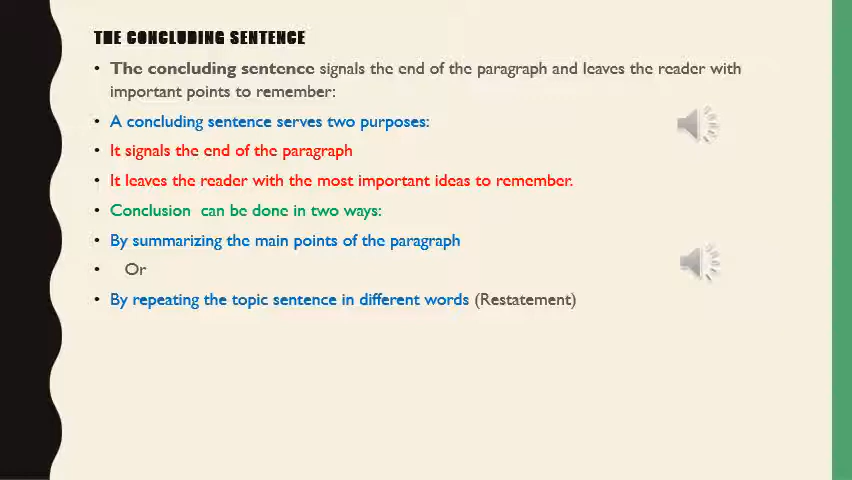 THE CONCLUDING SENTENCE
• The concluding sentence signals the end of the paragraph and leaves the reader with
important points to remember:
• A concluding sentence serves two purposes:
• It signals the end of the paragraph
• It leaves the reader with the most important ideas to remember.
• Conclusion can be done in two ways:
• By summarizing the main points of the paragraph
• Or
• By repeating the topic sentence in different words (Restatement)